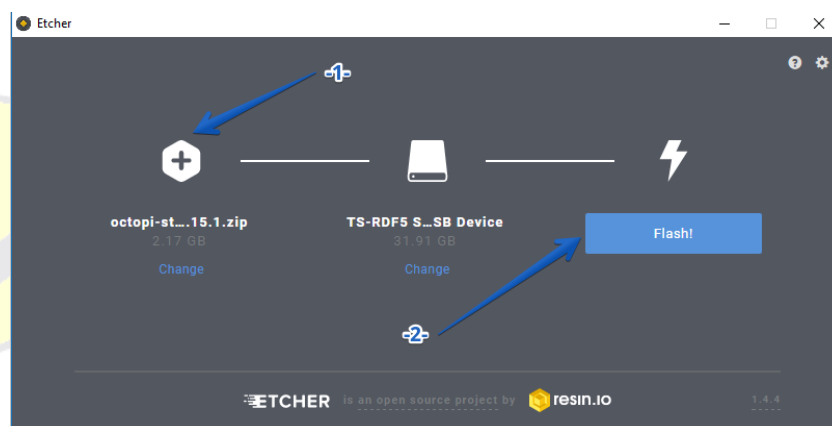 Etcher
-1-
octopi-st....15.1.zip
2.17 GB
Change
TS-RDF5 S...SB Device
31.91 GB
Change
Flash!
-2-
ETCHER is an open source project by resin.io
1.4.4